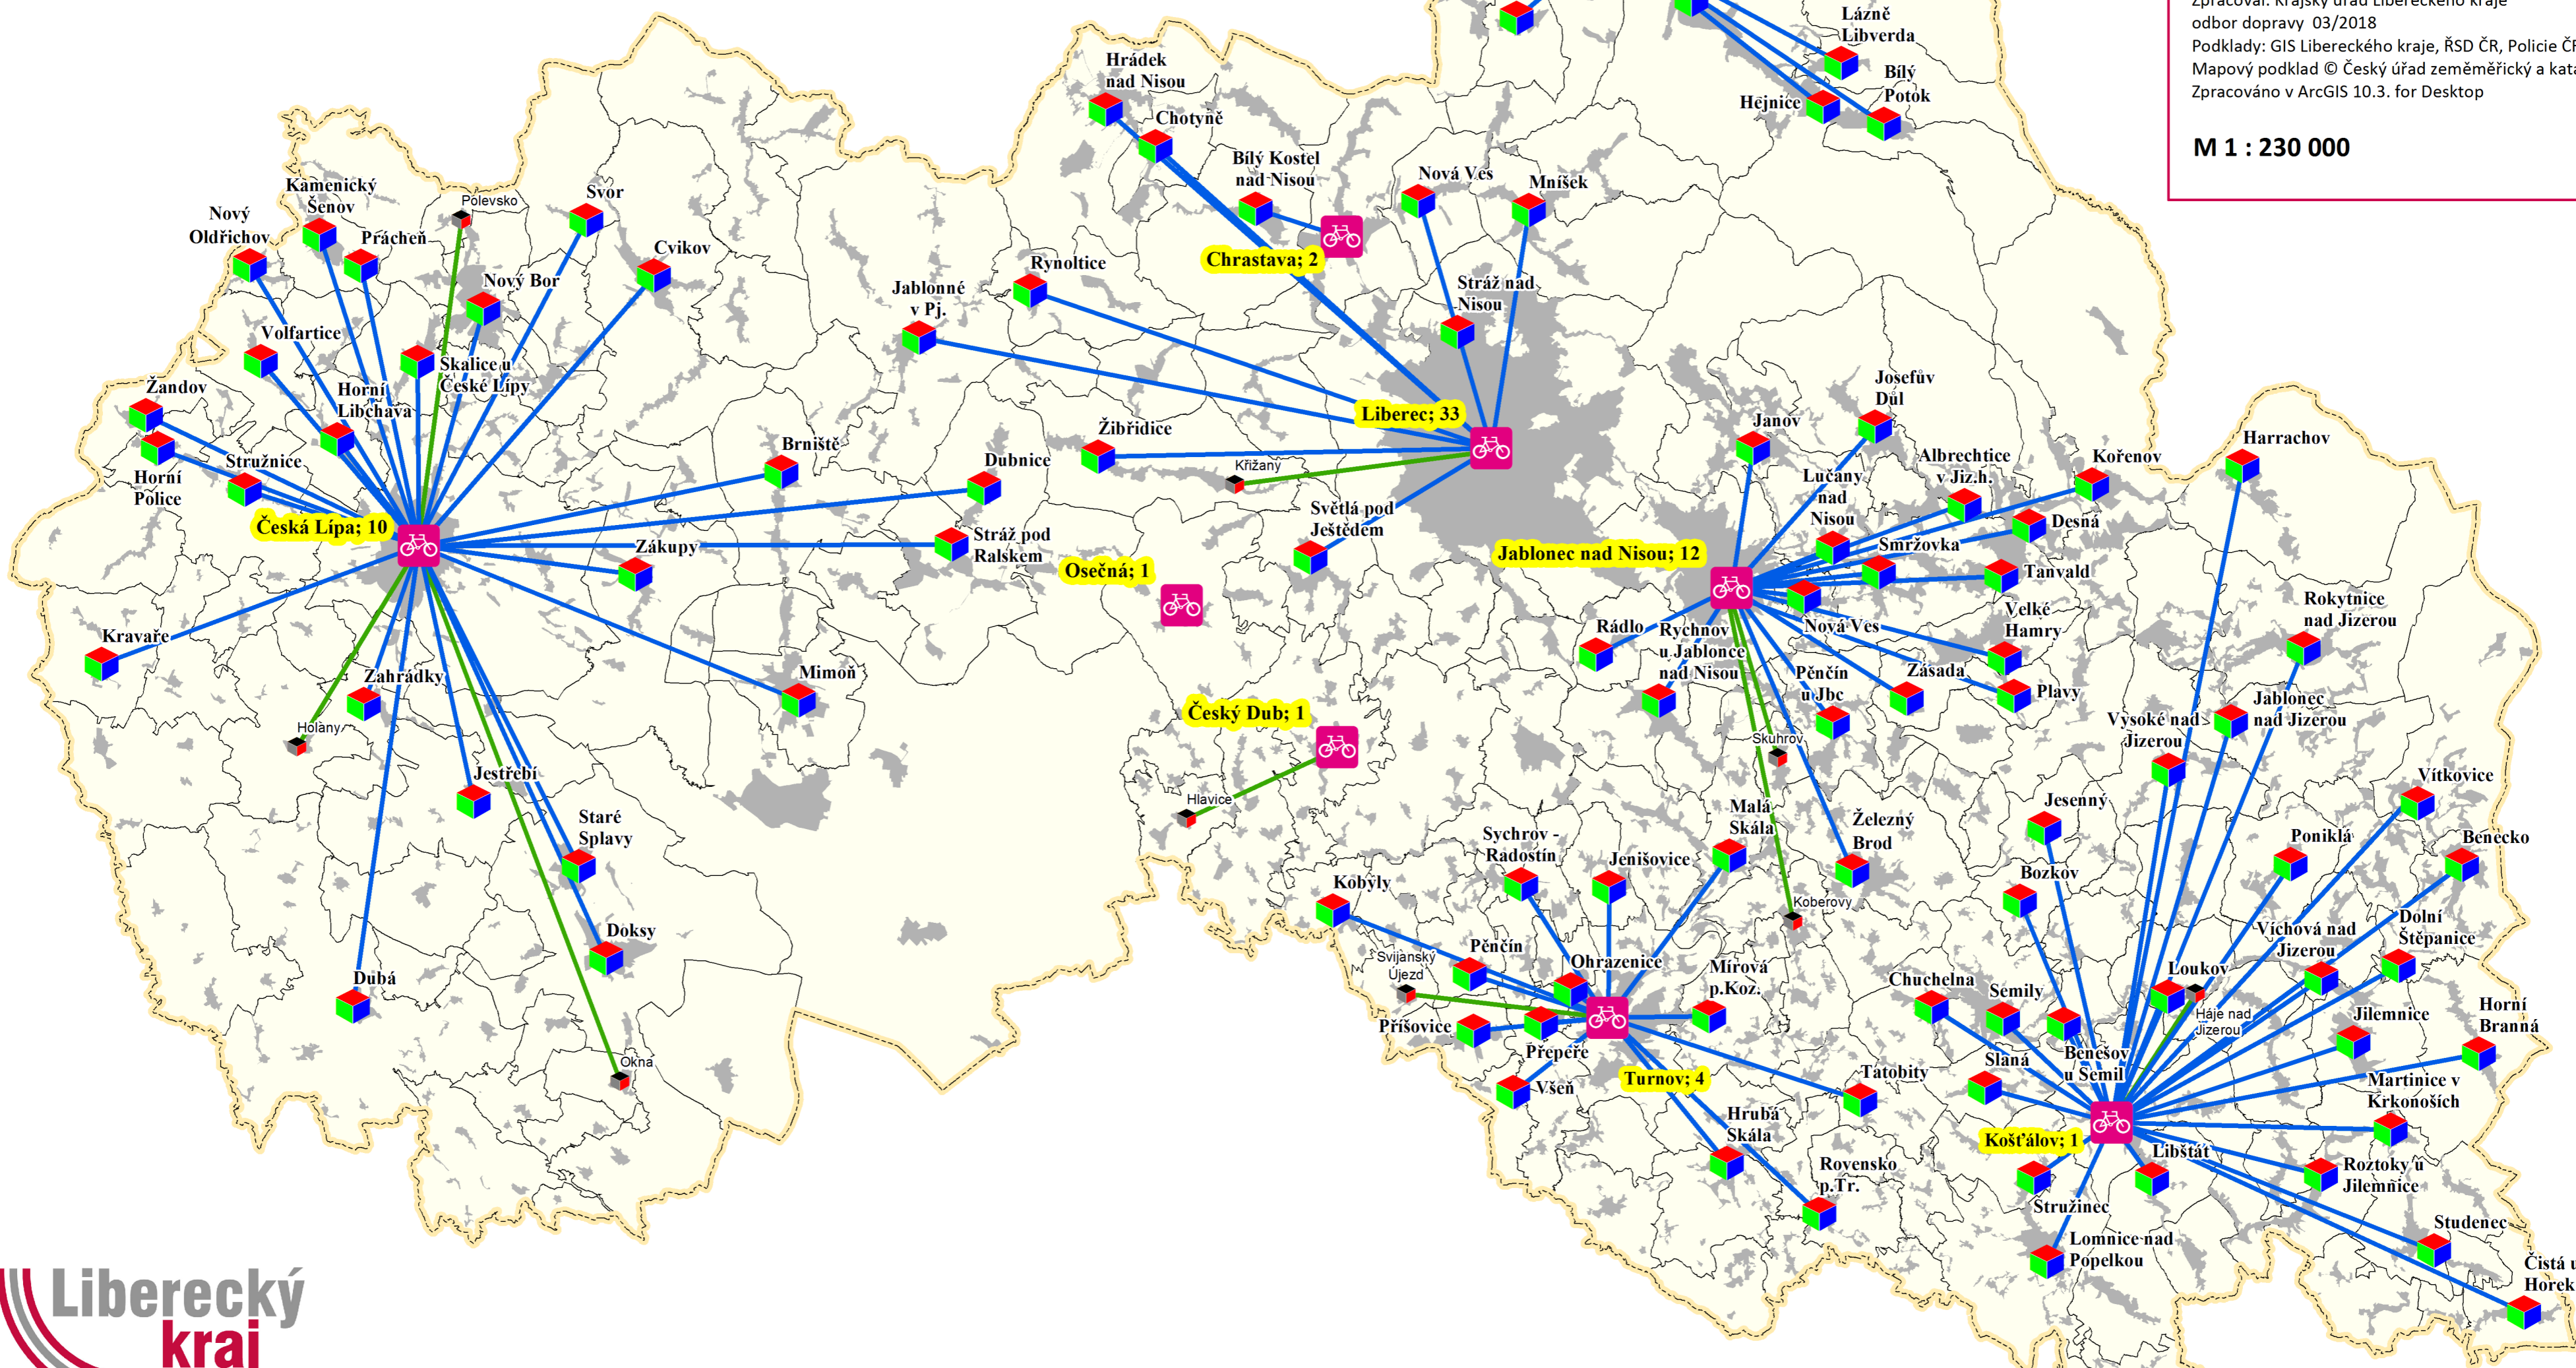 Zpracoval: Krajský úřad Libereckého kraje
odbor dopravy 03/2018
Podklady: GIS Libereckého kraje, ŘSD ČR, Policie ČR
Mapový podklad © Český úřad zeměměřický a kata
Zpracováno v ArcGIS 10.3. for Desktop
M 1 : 230 000
Lázně
Libverda
Bílý
Potok
Hejnice
Hrádek
nad Nisou
Chotyně
Bílý Kostel
nad Nisou
Nová Ves
Mníšek
Chrastava; 2
Rynoltice
Jablonné
v Pj.
Stráž nad
Nisou
Kamenický
Šenov
Nový
Oldřichov
Prácheň
Polevsko
Svor
Cvikov
Nový Bor
Volfartice
Skalice u
České Lípy
Žandov
Horní
Libchava
Horní
Police
Stružnice
Česká Lípa; 10
Brniště
Dubnice
Stráž pod
Ralskem
Zákupy
Kravaře
Zahrádky
Holany
Mimoň
Jestřebí
Staré
Splavy
Doksy
Dubá
Okna
Liberec; 33
Žibřidice
Křižany
Světlá pod
Ještědem
Osečná; 1
Český Dub; 1
Hlavice
Jablonec nad Nisou; 12
Janov
Josefův
Důl
Lučany
nad
Nisou
Albrechtice
v Jiz.h.
Kořenov
Desná
Smržovka
Tanvald
Nová Ves
Velké
Hamry
Rádlo
Rychnov
u Jablonce
nad Nisou
Pěnčín
u Jbc
Zásada
Plavy
Skuhrov
Malá
Skála
Železný
Brod
Koberovy
Harrachov
Rokytnice
nad Jizerou
Jablonec
nad Jizerou
Vysoké nad
Jizerou
Vítkovice
Jesenný
Poniklá
Benecko
Bozkov
Dolní
Štěpanice
Víchová nad
Jizerou
Loukov
Háje nad
Jizerou
Chuchelna
Semily
Jilemnice
Horní
Branná
Slaná
Benešov
u Semil
Martinice v
Krkonoších
Košťálov; 1
Libštát
Roztoky u
Jilemnice
Stružinec
Lomnice nad
Popelkou
Studenec
Čistá u
Horek
Sychrov -
Radostín
Jenišovice
Kobyly
Pěnčín
Svijanský
Újezd
Ohrazenice
Mírová
p.Koz.
Příšovice
Přepeře
Všeň
Turnov; 4
Tatobity
Hrubá
Skála
Rovensko
p.Tr.
Liberecký
kraj